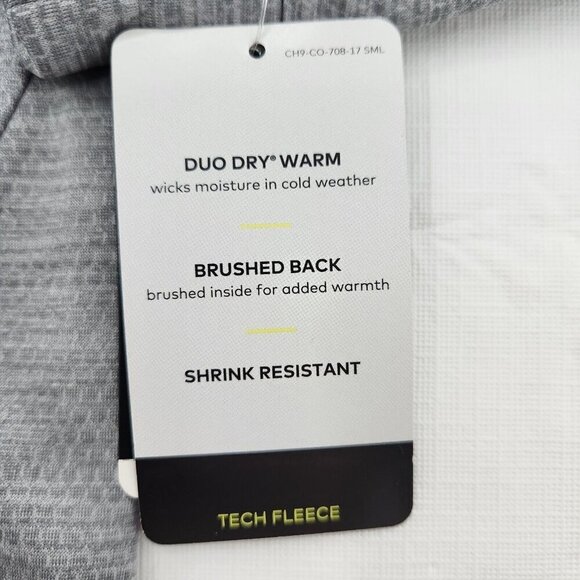 CH9-CO-708-17 SML
DUO DRY® WARM
wicks moisture in cold weather
BRUSHED BACK
brushed inside for added warmth
SHRINK RESISTANT
TECH FLEECE